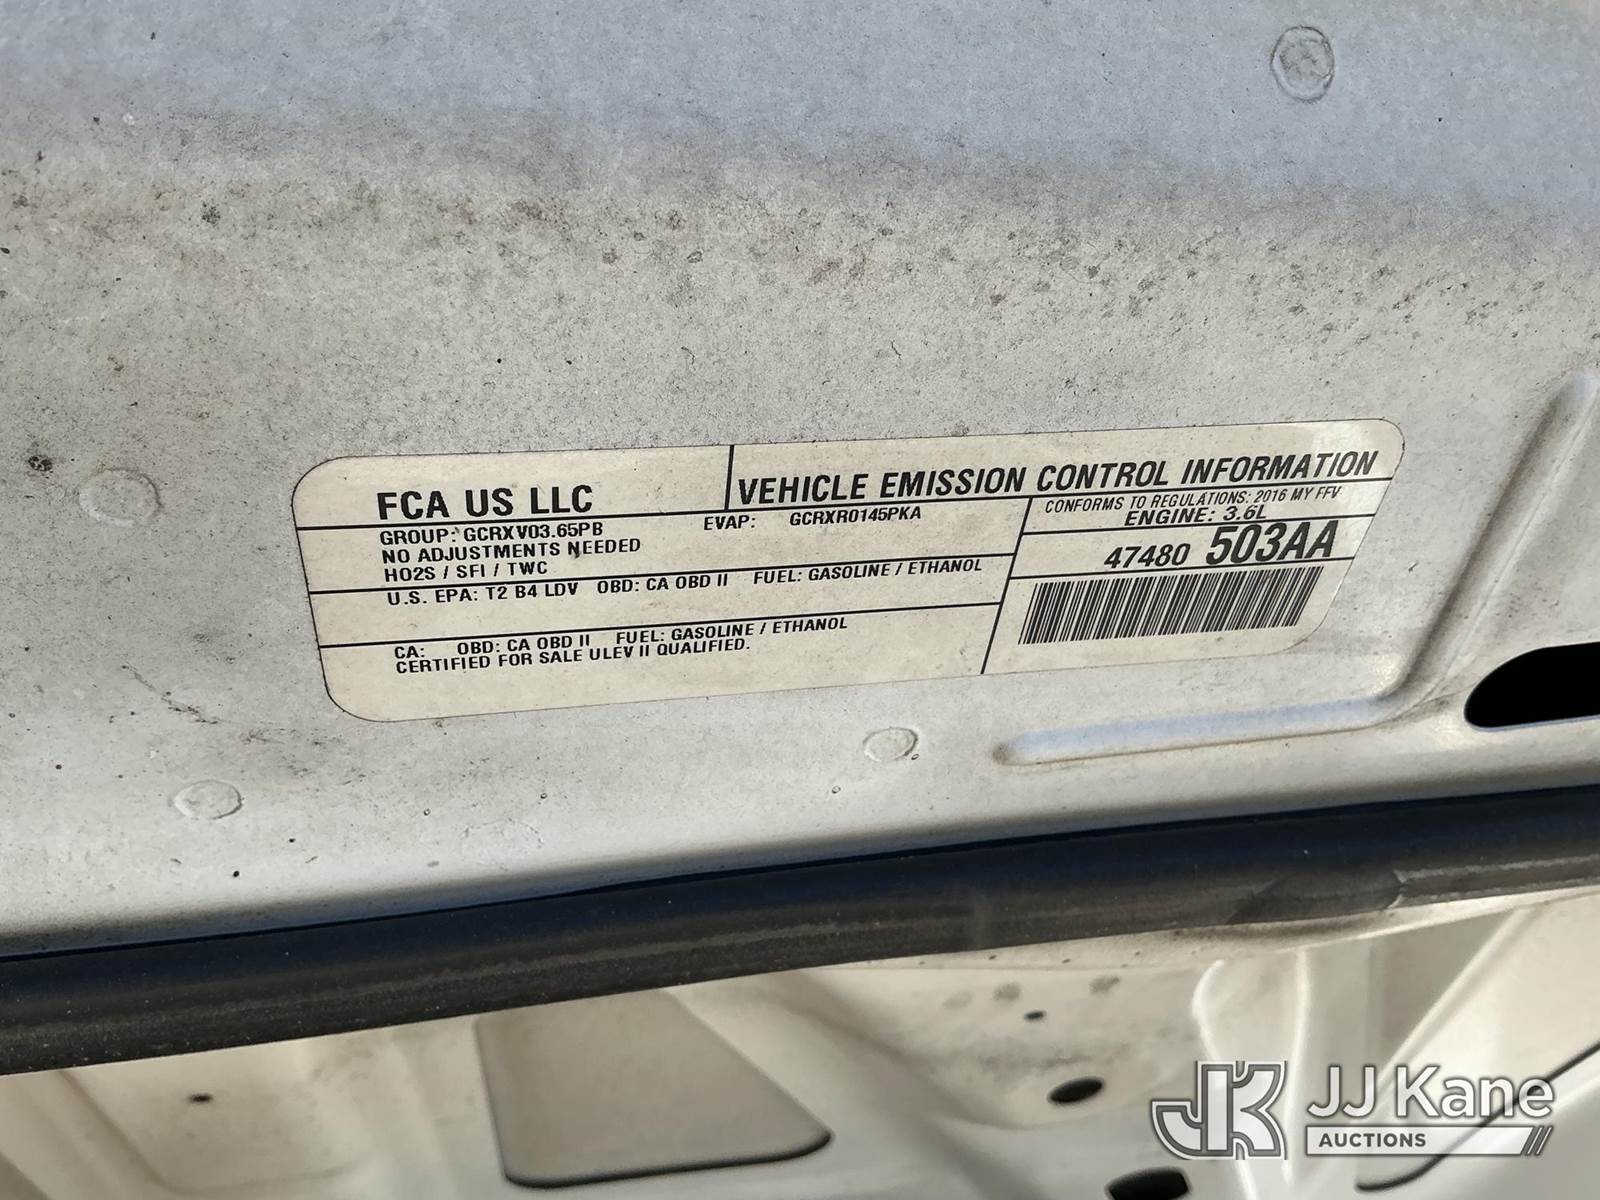 FCA US LLC
VEHICLE EMISSION CONTROL INFORMATION
GROUP: GCRXV03.65PB EVAP: GCRXR0145PKA
NO ADJUSTMENTS NEEDED
HO2S / SFI / TWC
CONFORMS TO REGULATIONS: 2016 MY FFV
ENGINE: 3.6L
47480 503AA
U.S. EPA: T2 B4 LDV OBD: CA OBD II FUEL: GASOLINE / ETHANOL
CA: OBD: CA OBD II FUEL: GASOLINE / ETHANOL
CERTIFIED FOR SALE ULEV II QUALIFIED.
JK JJ Kane
AUCTIONS